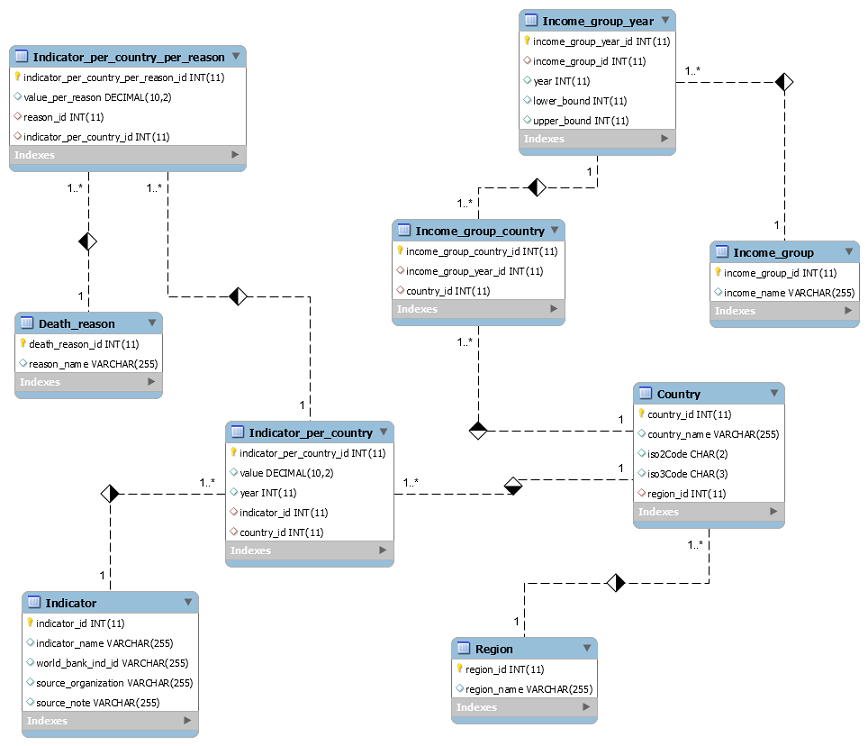 Indicator_per_country_per_reason
indicator_per_country_per_reason_id INT(11)
value_per_reason DECIMAL(10,2)
reason_id INT(11)
indicator_per_country_id INT(11)
Indexes
1..*
1..*
1
1
Death_reason
death_reason_id INT(11)
reason_name VARCHAR(255)
Indexes
Income_group_year
income_group_year_id INT(11)
income_group_id INT(11)
year INT(11)
lower_bound INT(11)
upper_bound INT(11)
Indexes
1..*
1
1
1..*
Income_group
income_group_id INT(11)
income_name VARCHAR(255)
Indexes
Income_group_country
income_group_country_id INT(11)
income_group_year_id INT(11)
country_id INT(11)
Indexes
1..*
1
Country
country_id INT(11)
country_name VARCHAR(255)
iso2Code CHAR(2)
iso3Code CHAR(3)
region_id INT(11)
Indexes
1
1..*
1..*
Indicator_per_country
indicator_per_country_id INT(11)
value DECIMAL(10,2)
year INT(11)
indicator_id INT(11)
country_id INT(11)
Indexes
1..*
1
Indicator
indicator_id INT(11)
indicator_name VARCHAR(255)
world_bank_ind_id VARCHAR(255)
source_organization VARCHAR(255)
source_note VARCHAR(255)
Indexes
1
Region
region_id INT(11)
region_name VARCHAR(255)
Indexes